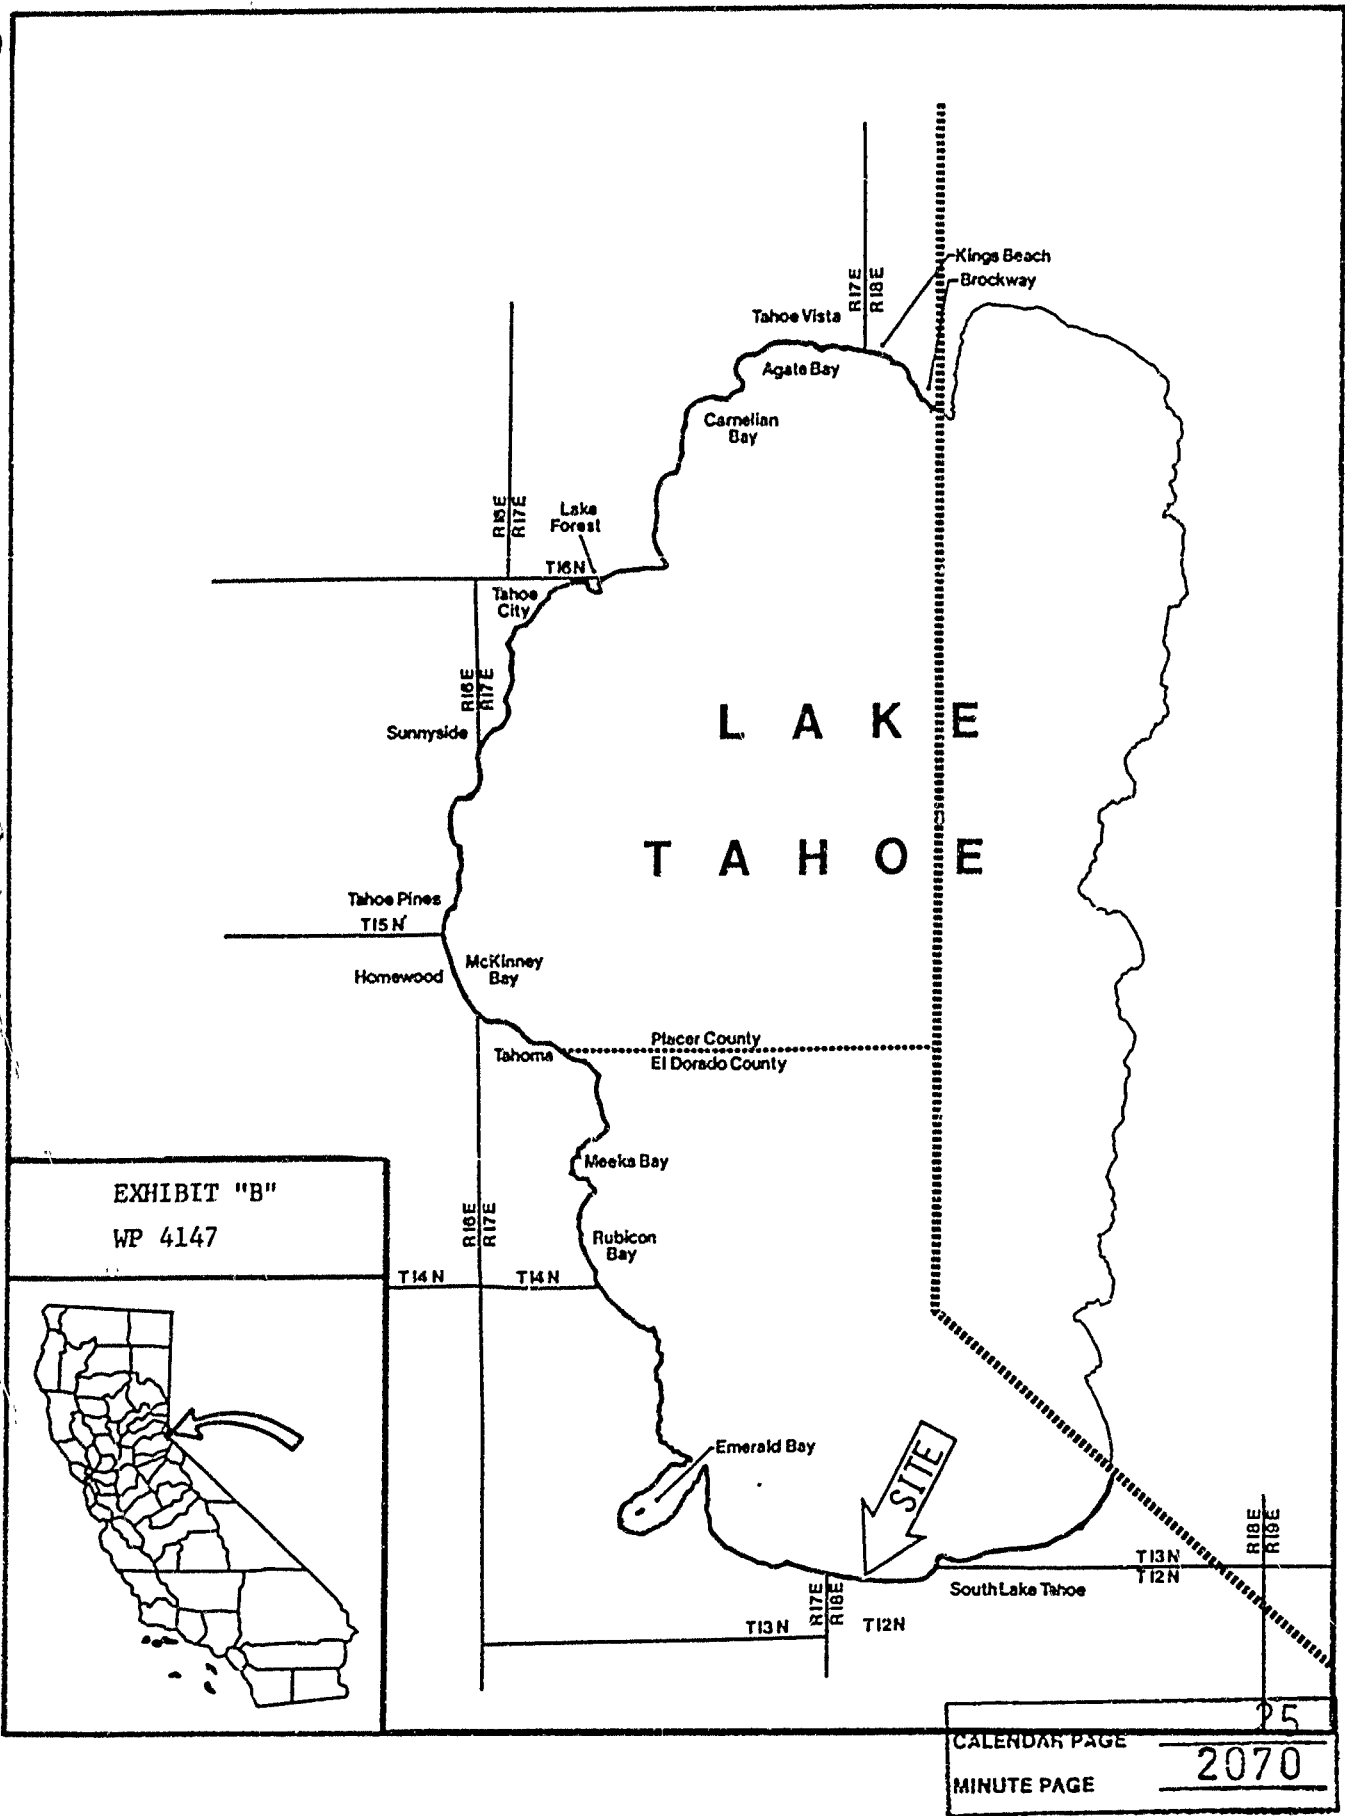 R17E
R18E
Kings Beach
Brockway
Tahoe Vista
Agate Bay
Carnelian
Bay
R16E
R17E
Lake
Forest
T16N
Tahoe
City
R16E
R17E
Sunnyside
LAKE
TAHOE
Tahoe Pines
T15N
Homewood
McKinney
Bay
Tahoma
Placer County
El Dorado County
Meeks Bay
EXHIBIT "B"
WP 4147
R16E
R17E
Rubicon
Bay
T14N
T14N
Emerald Bay
SITE
R18E
R19E
T13N
T12N
South Lake Tahoe
R17E
R18E
T13N
T12N
CALENDAR PAGE
MINUTE PAGE 2070